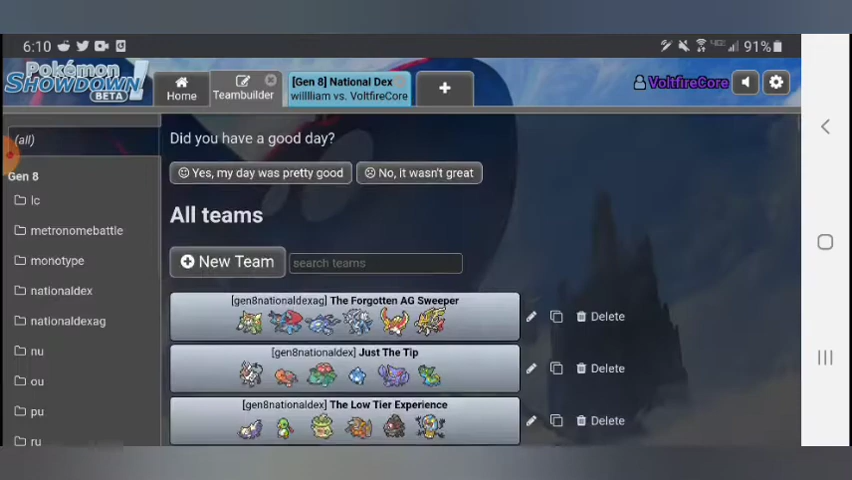 6:10
91%
Pokémon
SHOWDOWN!
BETA
Home
Teambuilder
[Gen 8] National Dex
willlliam vs. VoltfireCore
VoltfireCore
(all)
Gen 8
lc
metronomebattle
monotype
nationaldex
nationaldexag
nu
ou
pu
ru
Did you have a good day?
Yes, my day was pretty good
No, it wasn't great
All teams
New Team
search teams
[gen8nationaldexag] The Forgotten AG Sweeper
Delete
[gen8nationaldex] Just The Tip
Delete
[gen8nationaldex] The Low Tier Experience
Delete